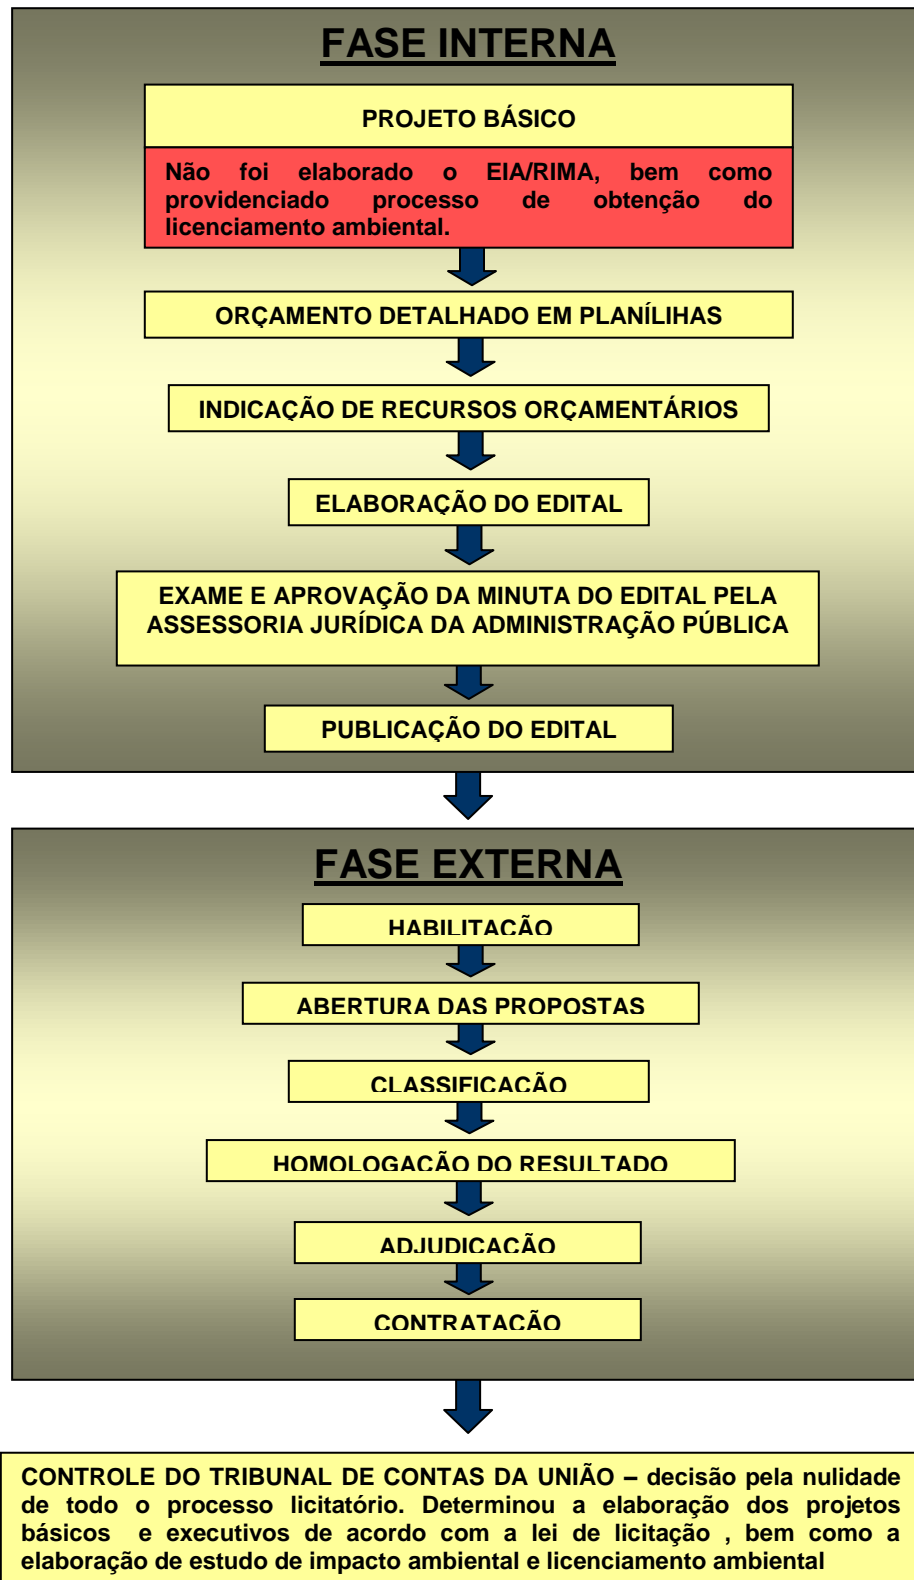 FASE INTERNA
PROJETO BÁSICO
Não foi elaborado o EIA/RIMA, bem como
providenciado processo de obtenção do
licenciamento ambiental.
ORÇAMENTO DETALHADO EM PLANÍLIHAS
INDICAÇÃO DE RECURSOS ORÇAMENTÁRIOS
ELABORAÇÃO DO EDITAL
EXAME E APROVAÇÃO DA MINUTA DO EDITAL PELA
ASSESSORIA JURÍDICA DA ADMINISTRAÇÃO PÚBLICA
PUBLICAÇÃO DO EDITAL
FASE EXTERNA
HABILITAÇÃO
ABERTURA DAS PROPOSTAS
CLASSIFICAÇÃO
HOMOLOGAÇÃO DO RESULTADO
ADJUDICAÇÃO
CONTRATAÇÃO
CONTROLE DO TRIBUNAL DE CONTAS DA UNIÃO – decisão pela nulidade
de todo o processo licitatório. Determinou a elaboração dos projetos
básicos e executivos de acordo com a lei de licitação , bem como a
elaboração de estudo de impacto ambiental e licenciamento ambiental